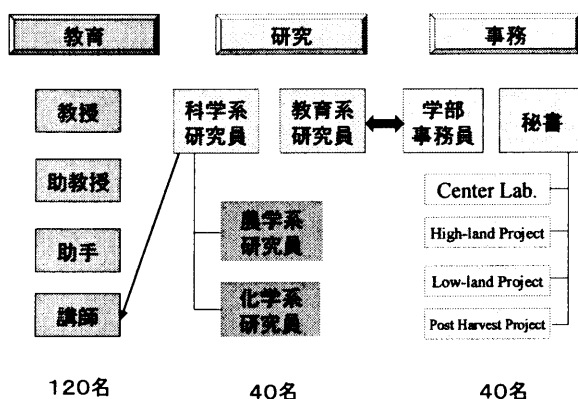 教育
研究
事務
教授
助教授
助手
講師
科学系
研究員
教育系
研究員
農学系
研究員
化学系
研究員
学部
事務員
秘書
Center Lab.
High-land Project
Low-land Project
Post Harvest Project
120名
40名
40名